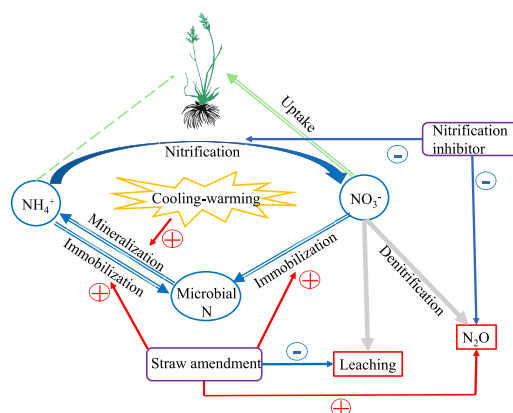 Uptake
Nitrification
inhibitor
Nitrification
NH₄⁺
Cooling-warming
NO₃⁻
Mineralization
Immobilization
Immobilization
Denitrification
Microbial
N
N₂O
Straw amendment
Leaching